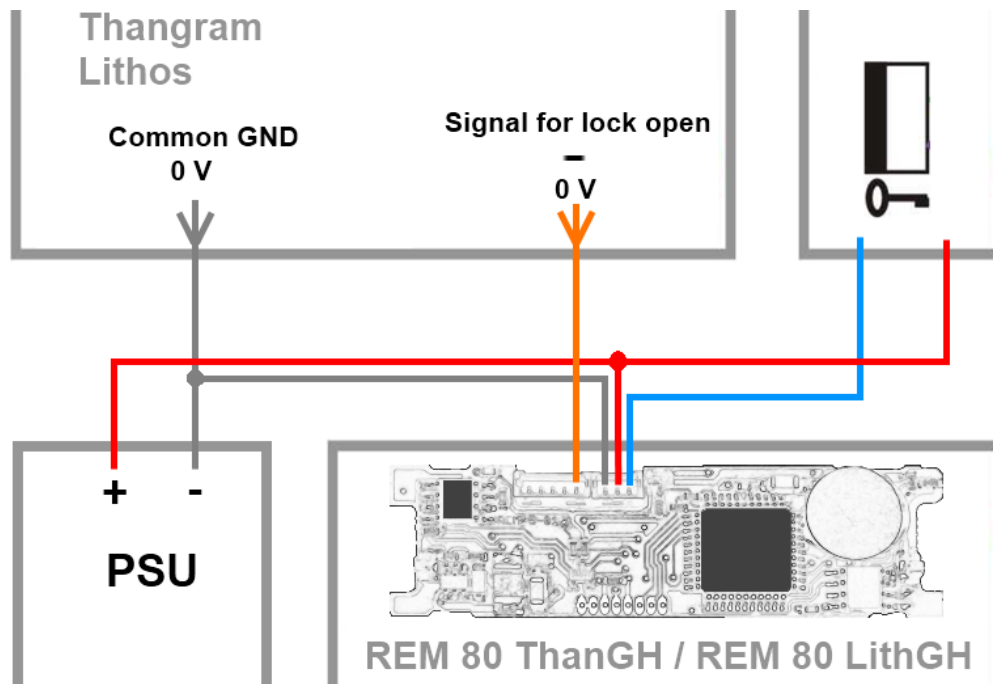 Thangram
Lithos
Common GND
0 V
Signal for lock open
-
0 V
+ -
PSU
REM 80 ThanGH / REM 80 LithGH